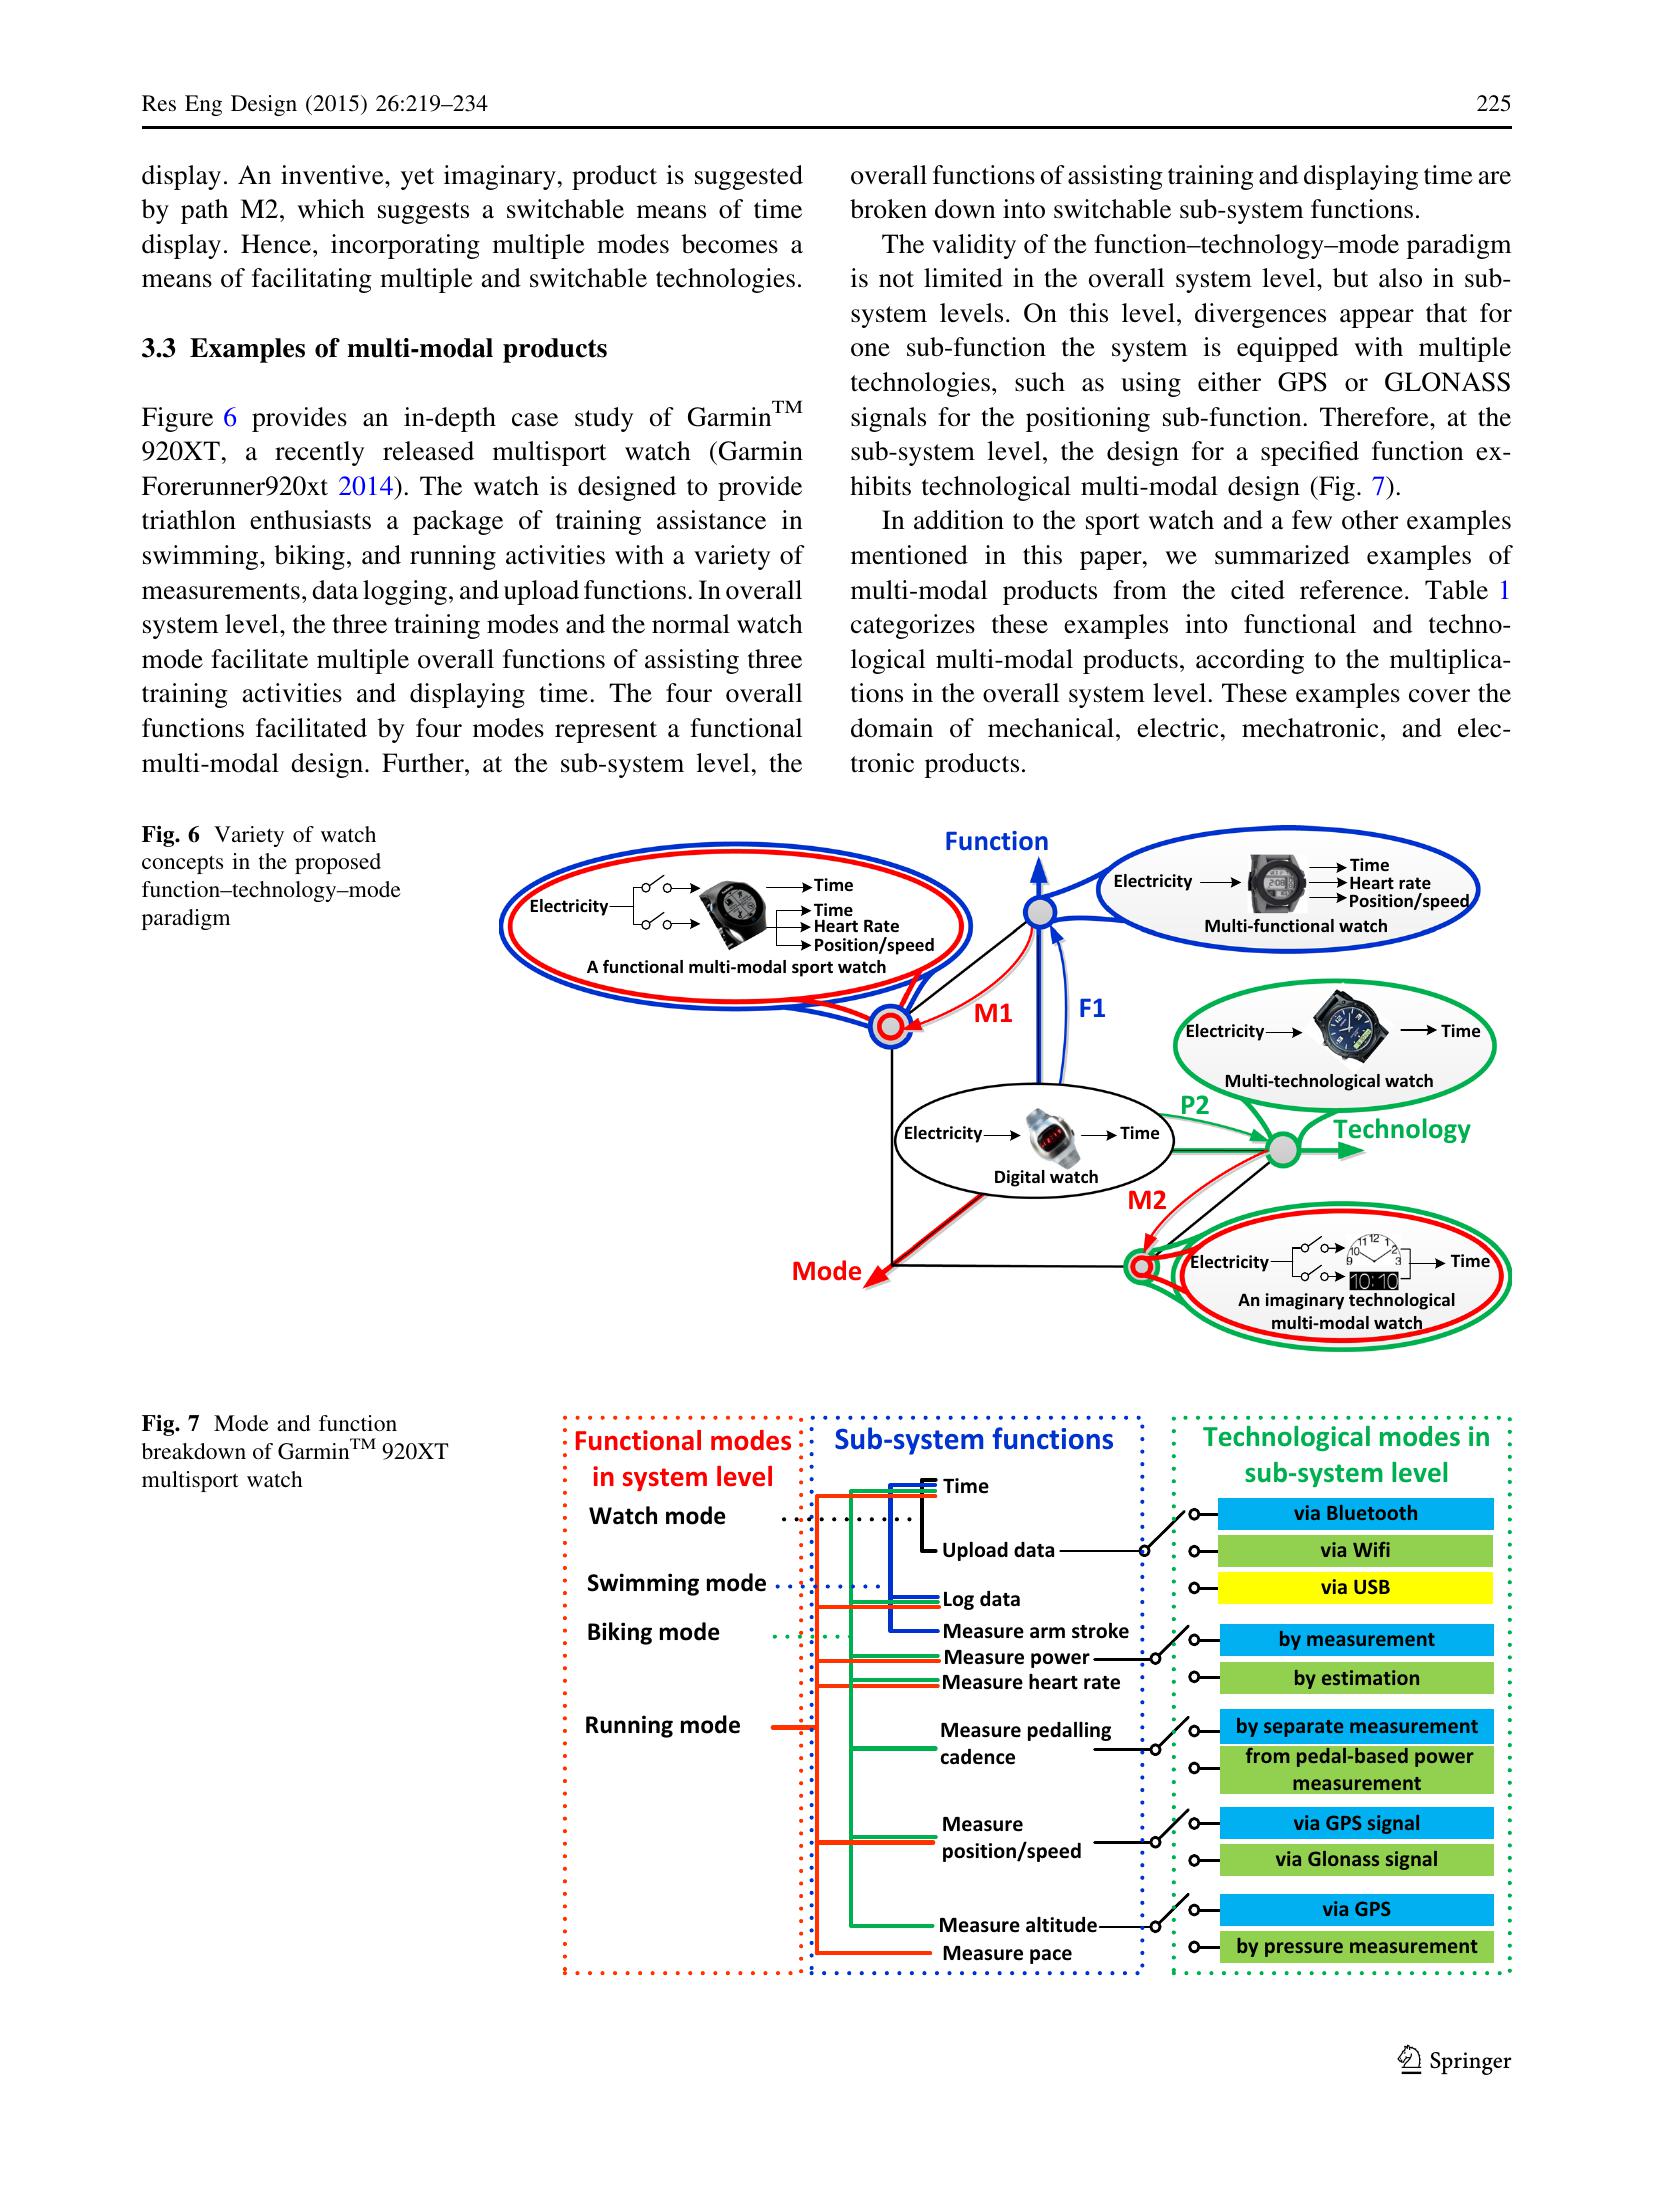 Res Eng Design (2015) 26:219–234
225
display. An inventive, yet imaginary, product is suggested
by path M2, which suggests a switchable means of time
display. Hence, incorporating multiple modes becomes a
means of facilitating multiple and switchable technologies.
3.3 Examples of multi-modal products
Figure 6 provides an in-depth case study of Garmin™
920XT, a recently released multisport watch (Garmin
Forerunner920xt 2014). The watch is designed to provide
triathlon enthusiasts a package of training assistance in
swimming, biking, and running activities with a variety of
measurements, data logging, and upload functions. In overall
system level, the three training modes and the normal watch
mode facilitate multiple overall functions of assisting three
training activities and displaying time. The four overall
functions facilitated by four modes represent a functional
multi-modal design. Further, at the sub-system level, the
overall functions of assisting training and displaying time are
broken down into switchable sub-system functions.
The validity of the function–technology–mode paradigm
is not limited in the overall system level, but also in sub-
system levels. On this level, divergences appear that for
one sub-function the system is equipped with multiple
technologies, such as using either GPS or GLONASS
signals for the positioning sub-function. Therefore, at the
sub-system level, the design for a specified function ex-
hibits technological multi-modal design (Fig. 7).
In addition to the sport watch and a few other examples
mentioned in this paper, we summarized examples of
multi-modal products from the cited reference. Table 1
categorizes these examples into functional and techno-
logical multi-modal products, according to the multiplica-
tions in the overall system level. These examples cover the
domain of mechanical, electric, mechatronic, and elec-
tronic products.
Fig. 6 Variety of watch
concepts in the proposed
function–technology–mode
paradigm
Function
Electricity
Time
Time
Heart Rate
Position/speed
A functional multi-modal sport watch
Electricity
Time
Heart rate
Position/speed
Multi-functional watch
M1
F1
Electricity
Time
Multi-technological watch
P2
Technology
Electricity
Time
Digital watch
M2
Mode
Electricity
11 12 1
10 2
9 3
10:10
Time
An imaginary technological
multi-modal watch
Fig. 7 Mode and function
breakdown of Garmin™ 920XT
multisport watch
Functional modes
in system level
Watch mode
Swimming mode
Biking mode
Running mode
Sub-system functions
Time
Upload data
Log data
Measure arm stroke
Measure power
Measure heart rate
Measure pedalling
cadence
Measure
position/speed
Measure altitude
Measure pace
Technological modes in
sub-system level
via Bluetooth
via Wifi
via USB
by measurement
by estimation
by separate measurement
from pedal-based power
measurement
via GPS signal
via Glonass signal
via GPS
by pressure measurement
Springer